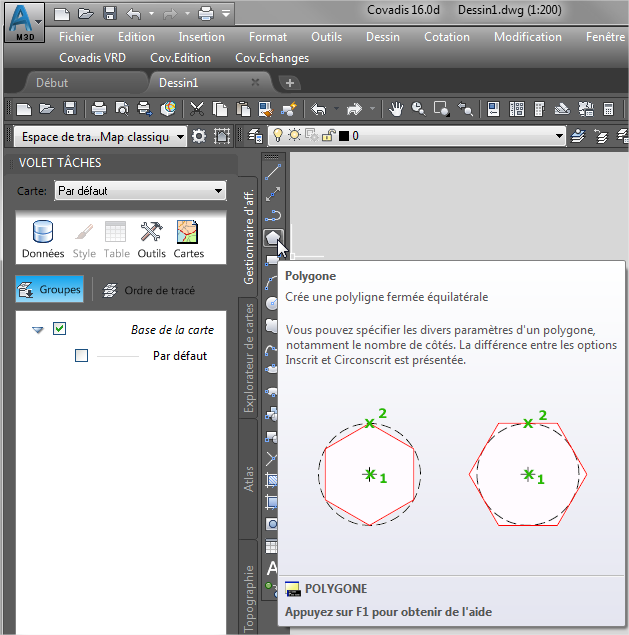 A
M3D
Covadis 16.0d Dessin1.dwg (1:200)
Fichier Edition Insertion Format Outils Dessin Cotation Modification Fenêtre
Covadis VRD Cov.Edition Cov.Echanges
Début Dessin1
Espace de tra...Map classiqu 0
VOLET TÂCHES
Carte: Par défaut
Données Style Table Outils Cartes
Groupes Ordre de tracé
Base de la carte
Par défaut
Gestionnaire d'aff.
Explorateur de cartes
Atlas
Topographie
A
Polygone
Crée une polyligne fermée équilatérale
Vous pouvez spécifier les divers paramètres d'un polygone,
notamment le nombre de côtés. La différence entre les options
Inscrit et Circonscrit est présentée.
2 2
1 1
POLYGONE
Appuyez sur F1 pour obtenir de l'aide